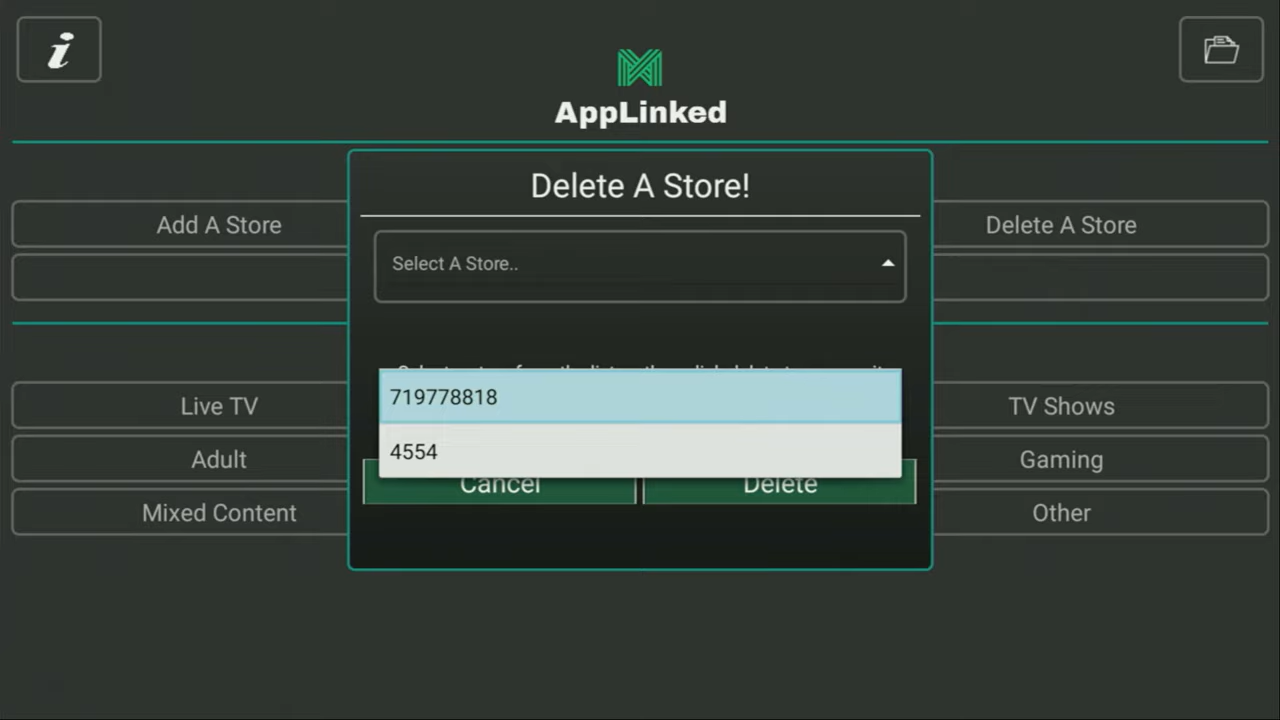 i
AppLinked
Delete A Store!
Add A Store
Select A Store..
Delete A Store
719778818
4554
Live TV
TV Shows
Adult
Gaming
Cancel
Delete
Mixed Content
Other